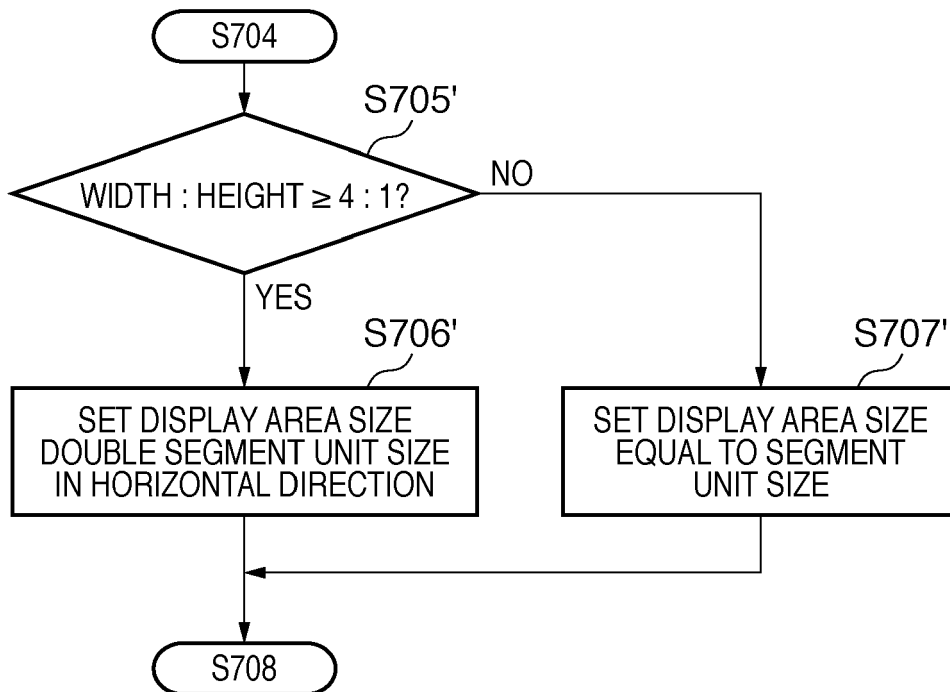 S704
S705'
WIDTH : HEIGHT ≥ 4 : 1?
NO
YES
S706'
SET DISPLAY AREA SIZE
DOUBLE SEGMENT UNIT SIZE
IN HORIZONTAL DIRECTION
S707'
SET DISPLAY AREA SIZE
EQUAL TO SEGMENT
UNIT SIZE
S708